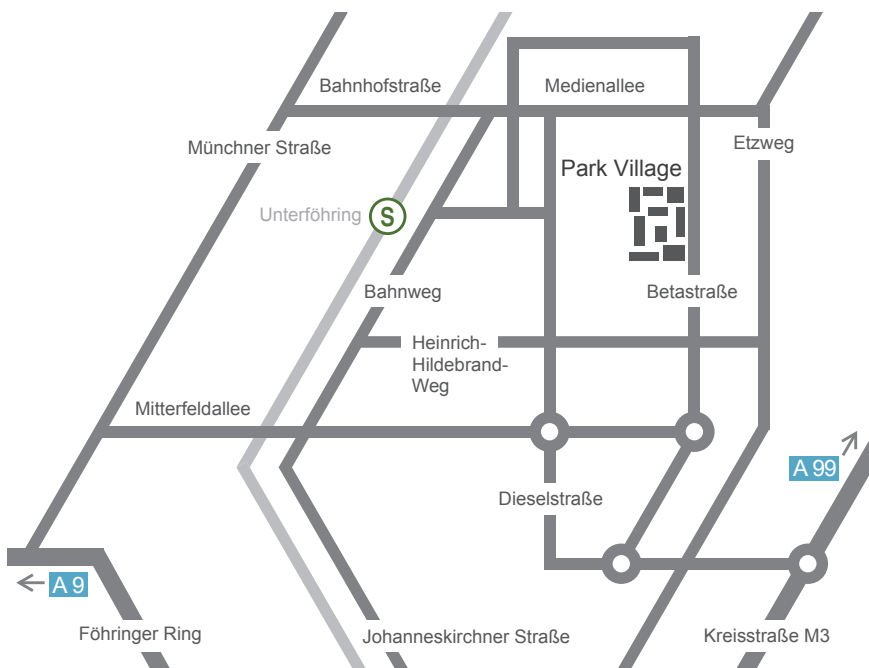 Bahnhofstraße
Medienallee
Münchner Straße
Etzweg
Park Village
Unterföhring
S
Bahnweg
Betastraße
Heinrich-
Hildebrand-
Weg
Mitterfeldallee
A 99
Dieselstraße
A 9
Föhringer Ring
Johanneskirchner Straße
Kreisstraße M3